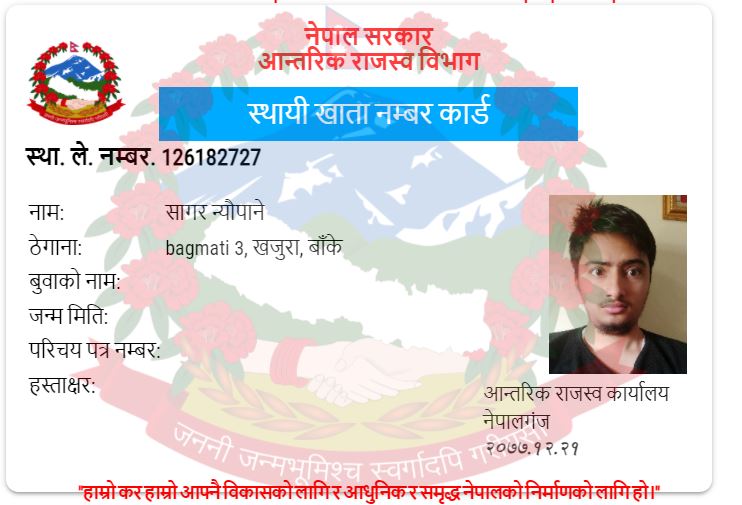 नेपाल सरकार
आन्तरिक राजस्व विभाग
स्थायी खाता नम्बर कार्ड
स्था. ले. नम्बर. 126182727
नाम: सागर न्यौपाने
ठेगाना: bagmati 3, खजुरा, बाँके
बुवाको नाम:
जन्म मिति:
परिचय पत्र नम्बर:
हस्ताक्षर:
आन्तरिक राजस्व कार्यालय
नेपालगंज
२०७७.१२.२१
जननी जन्मभूमिश्च स्वर्गादपि गरीयसी
"हाम्रो कर हाम्रो आफ्नै विकासको लागि र आधुनिक र समृद्ध नेपालको निर्माणको लागि हो।"